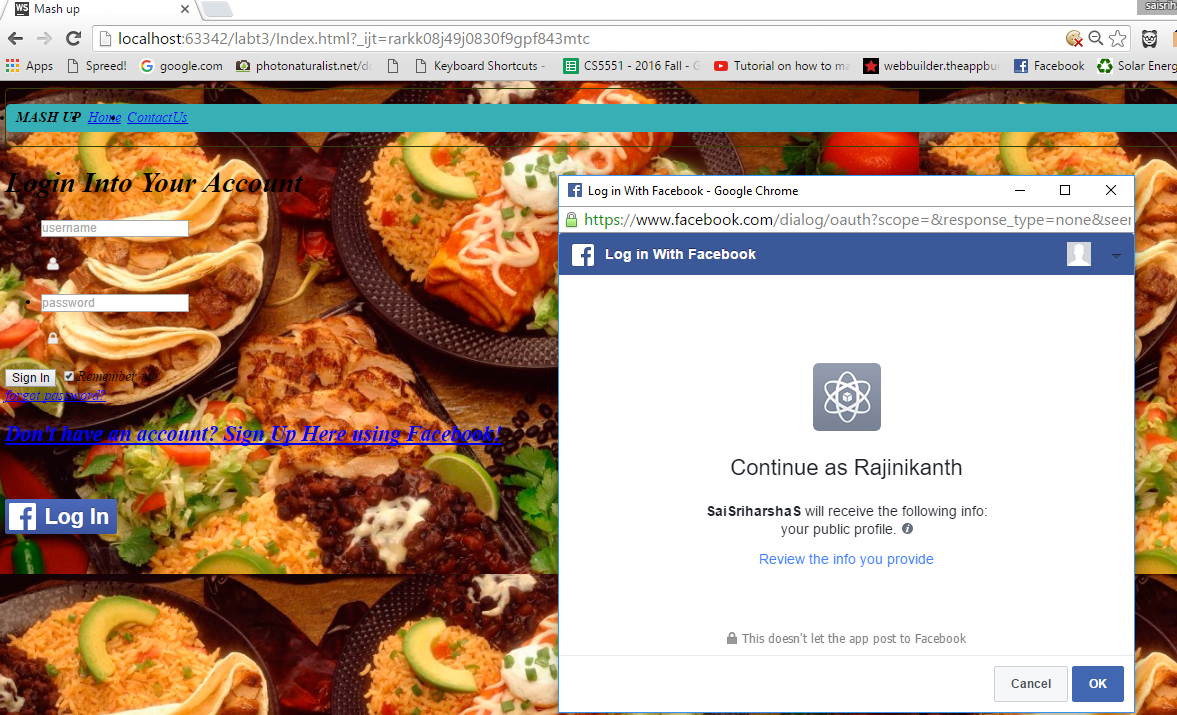 WS Mash up
saisrih
localhost:63342/labt3/Index.html?_ijt=rarkk08j49j0830f9gpf843mtc
Apps Spreed! google.com photonaturalist.net/do Keyboard Shortcuts - CS5551 - 2016 Fall - G Tutorial on how to ma webbuilder.theappbui Facebook Solar Energ
MASH UP Home ContactUs
Login Into Your Account
username
password
Sign In Remember me
forgot password?
Don't have an account? Sign Up Here using Facebook!
f Log In
Log in With Facebook - Google Chrome
https://www.facebook.com/dialog/oauth?scope=&response_type=none&seen
Log in With Facebook
Continue as Rajinikanth
SaiSriharshaS will receive the following info:
your public profile.
Review the info you provide
This doesn't let the app post to Facebook
Cancel OK